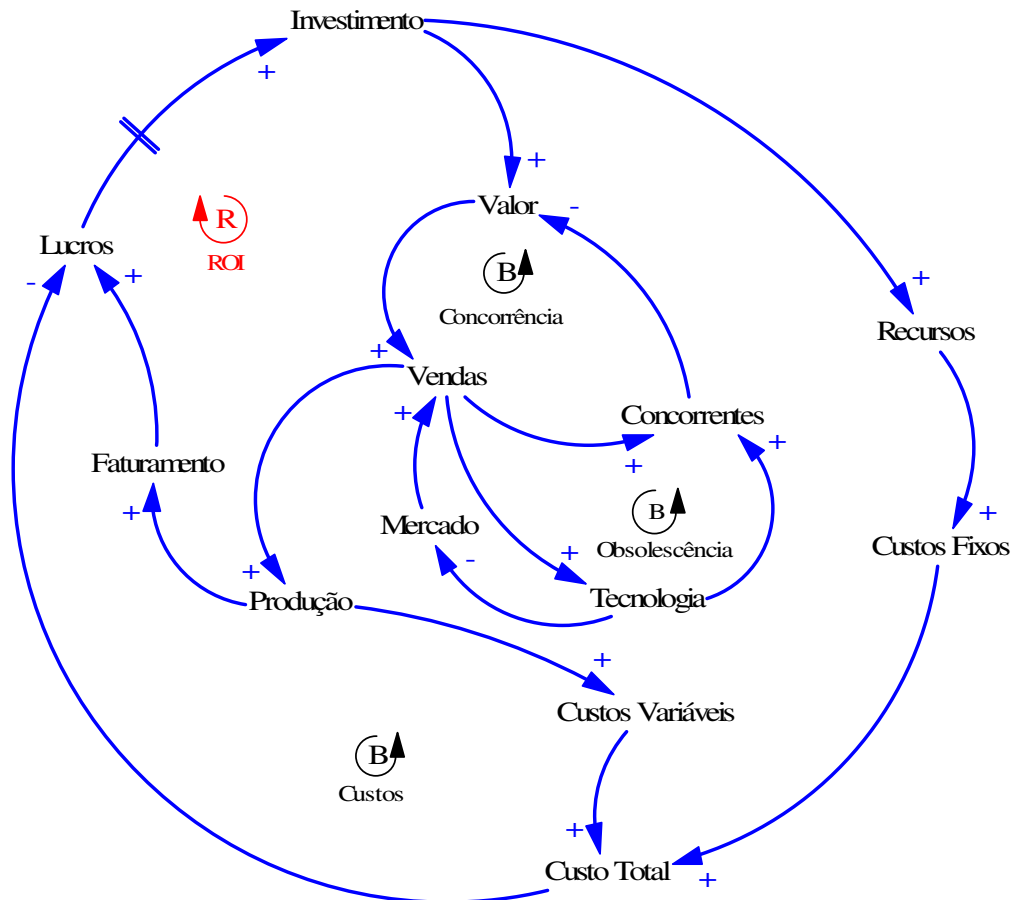 Investimento
+
+
Valor
-
R
ROI
Lucros
-
+
B
Concorrência
+
Recursos
+
Vendas
+
Concorrentes
+
+
Faturamento
+
B
Obsolescência
Mercado
-
+
+
Custos Fixos
+
Produção
Tecnologia
+
Custos Variáveis
B
Custos
+
Custo Total
+